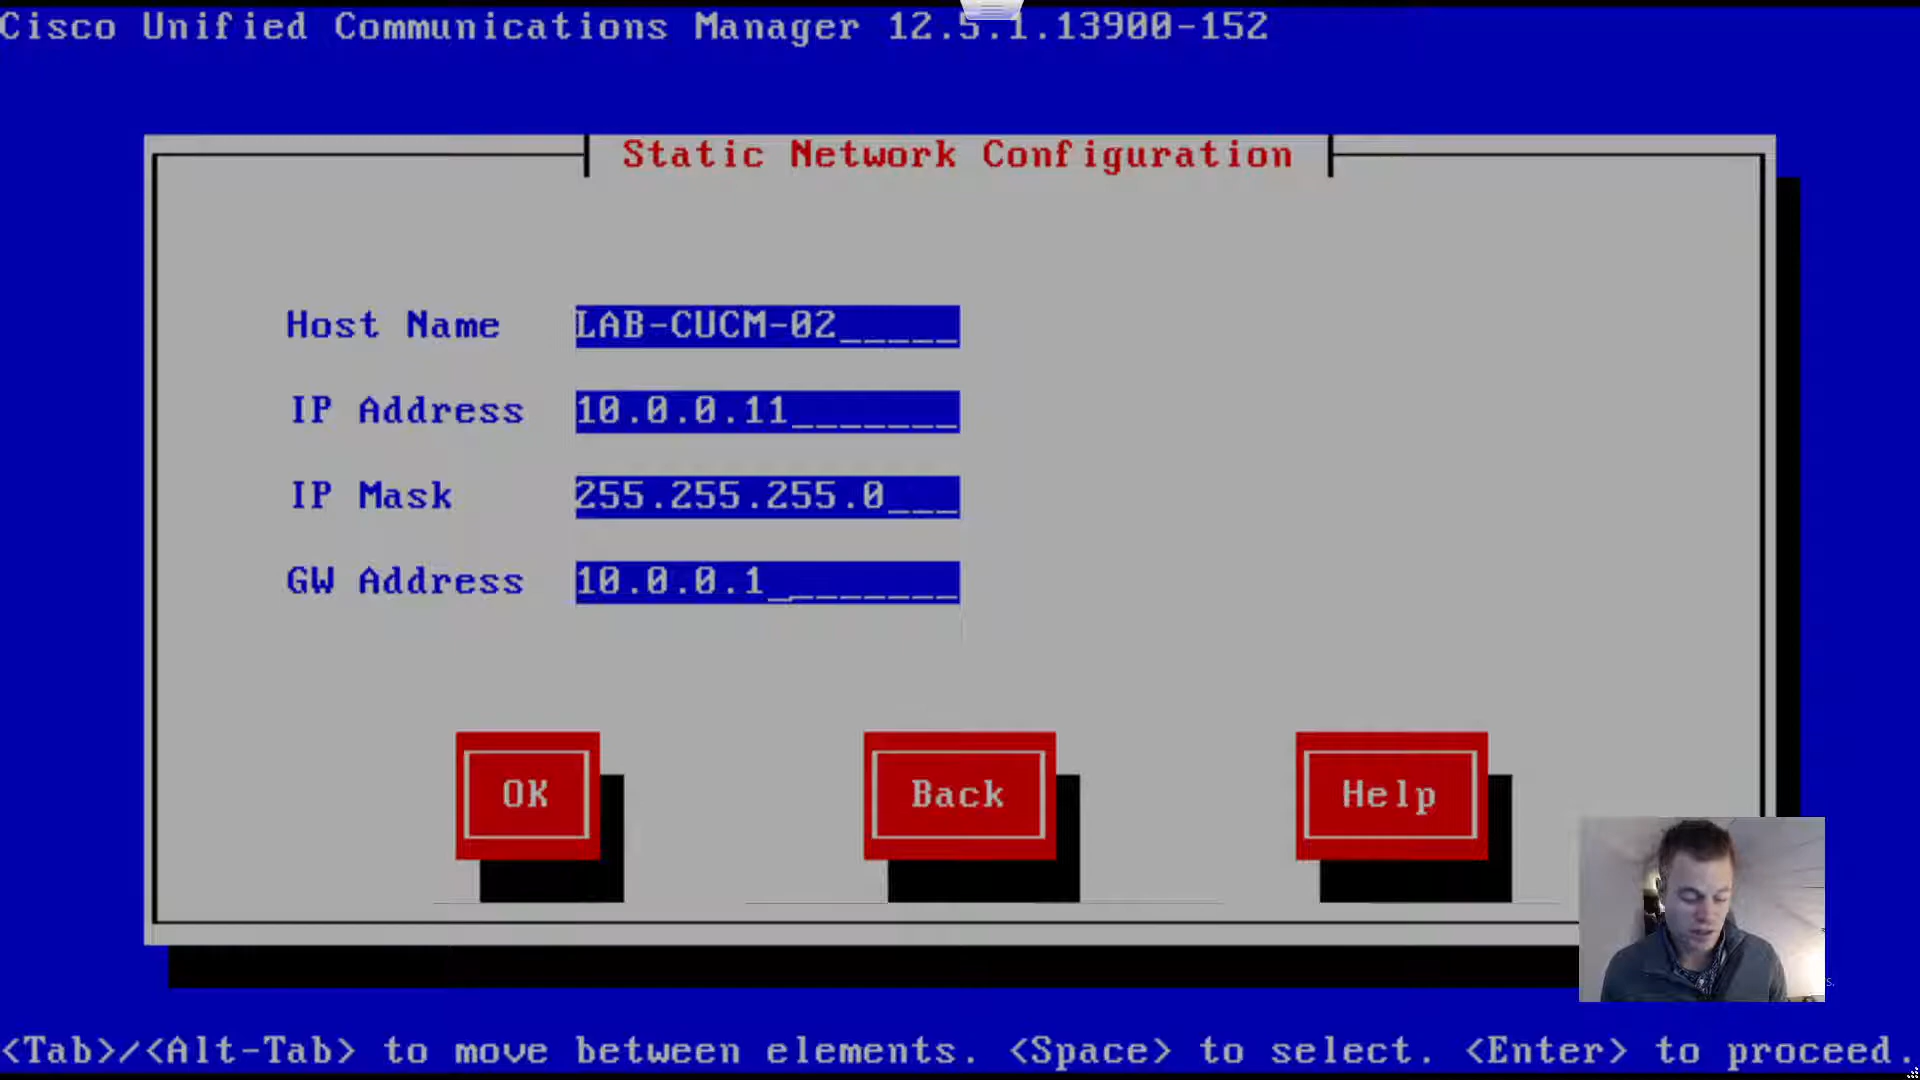 Cisco Unified Communications Manager 12.5.1.13900-152
Static Network Configuration
Host Name LAB-CUCM-02_____
IP Address 10.0.0.11_______
IP Mask 255.255.255.0___
GW Address 10.0.0.1________
OK Back Help
<Tab>/<Alt-Tab> to move between elements. <Space> to select. <Enter> to proceed.